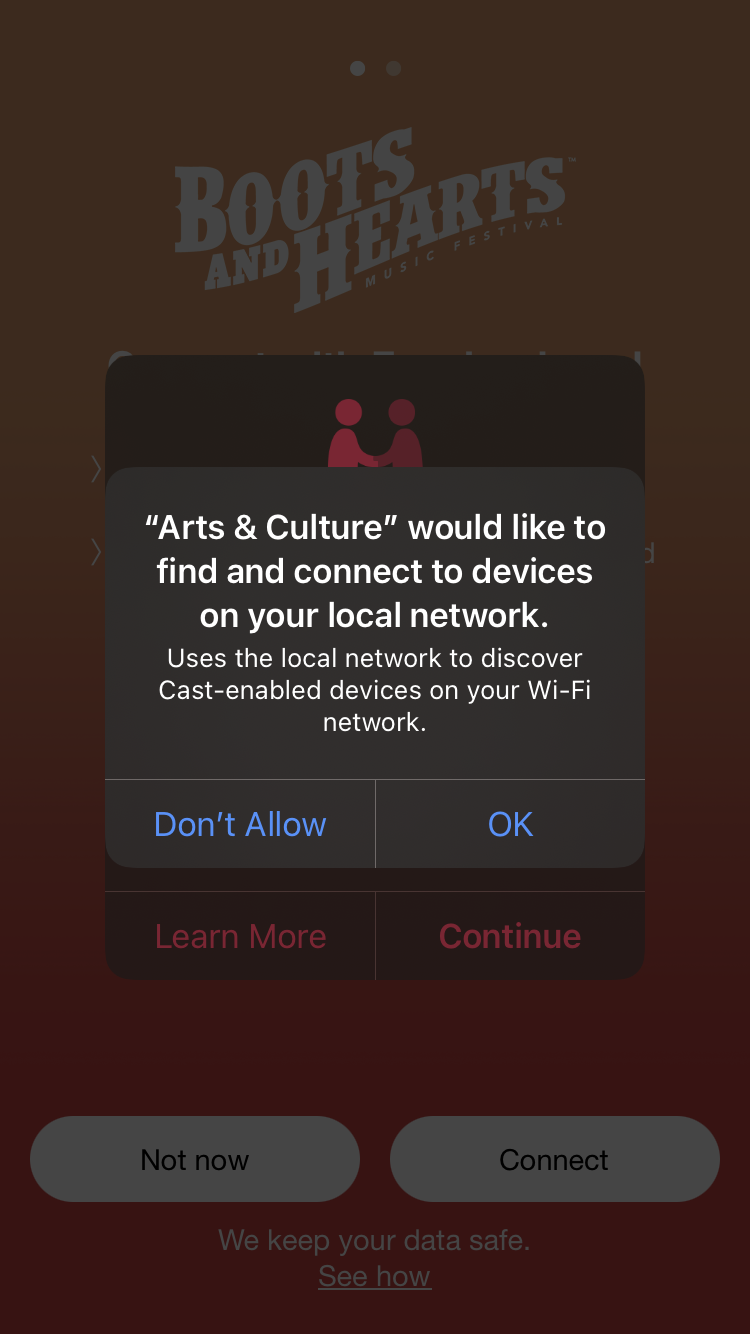 BOOTS
AND HEARTS™
MUSIC FESTIVAL
“Arts & Culture” would like to
find and connect to devices
on your local network.
Uses the local network to discover
Cast-enabled devices on your Wi-Fi
network.
Don’t Allow
OK
Learn More
Continue
Not now
Connect
We keep your data safe.
See how